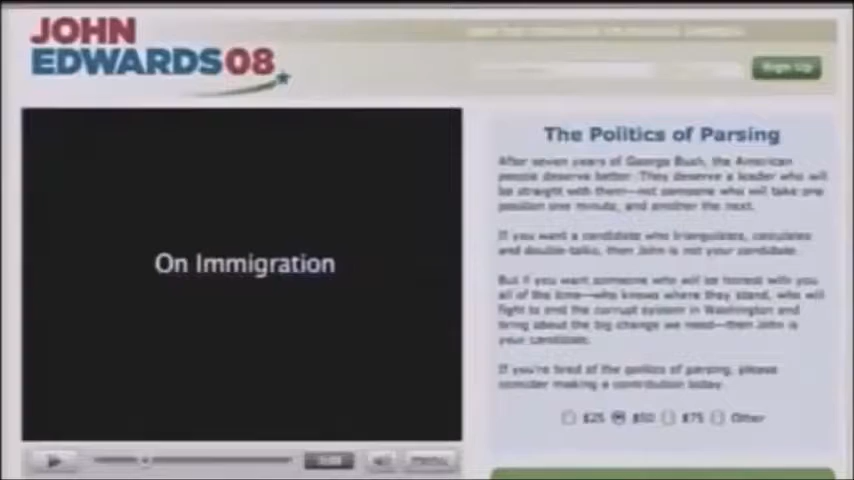 JOHN
EDWARDS 08
Sign Up
The Politics of Parsing
After seven years of George Bush, the American
people deserve better. They deserve a leader who will
be straight with them—not someone who will take one
position one minute, and another the next.
If you want a candidate who triangulates, calculates
and double-talks, then John is not your candidate.
But if you want someone who will be honest with you
all of the time—who knows where they stand, who will
fight to end the corrupt system in Washington and
bring about the big change we need—then John is
your candidate.
If you're tired of the politics of parsing, please
consider making a contribution today.
$25 $50 $75 Other
On Immigration